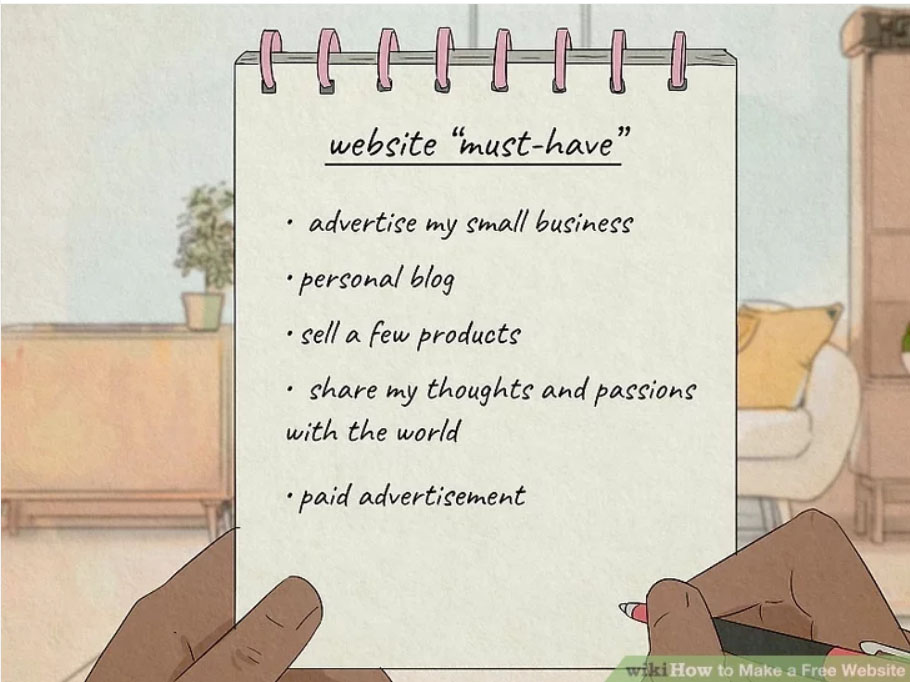 website “must-have”
· advertise my small business
· personal blog
· sell a few products
· share my thoughts and passions
with the world
· paid advertisement
wikiHow to Make a Free Website